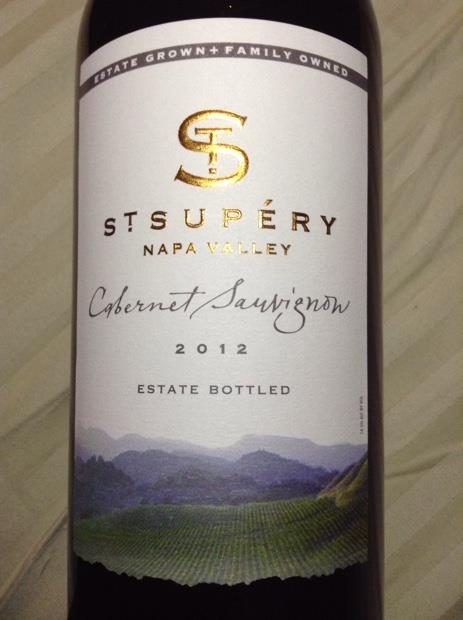 ESTATE GROWN + FAMILY OWNED
ST
ST SUPÉRY
NAPA VALLEY
Cabernet Sauvignon
2012
ESTATE BOTTLED